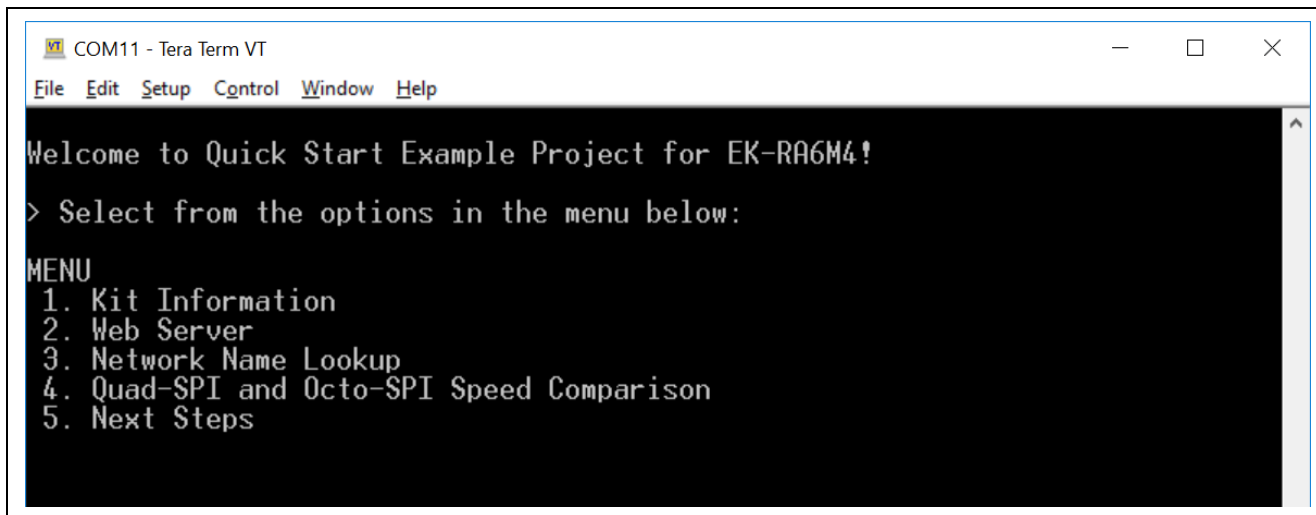 COM11 - Tera Term VT
File Edit Setup Control Window Help
Welcome to Quick Start Example Project for EK-RA6M4!
> Select from the options in the menu below:
MENU
1. Kit Information
2. Web Server
3. Network Name Lookup
4. Quad-SPI and Octo-SPI Speed Comparison
5. Next Steps